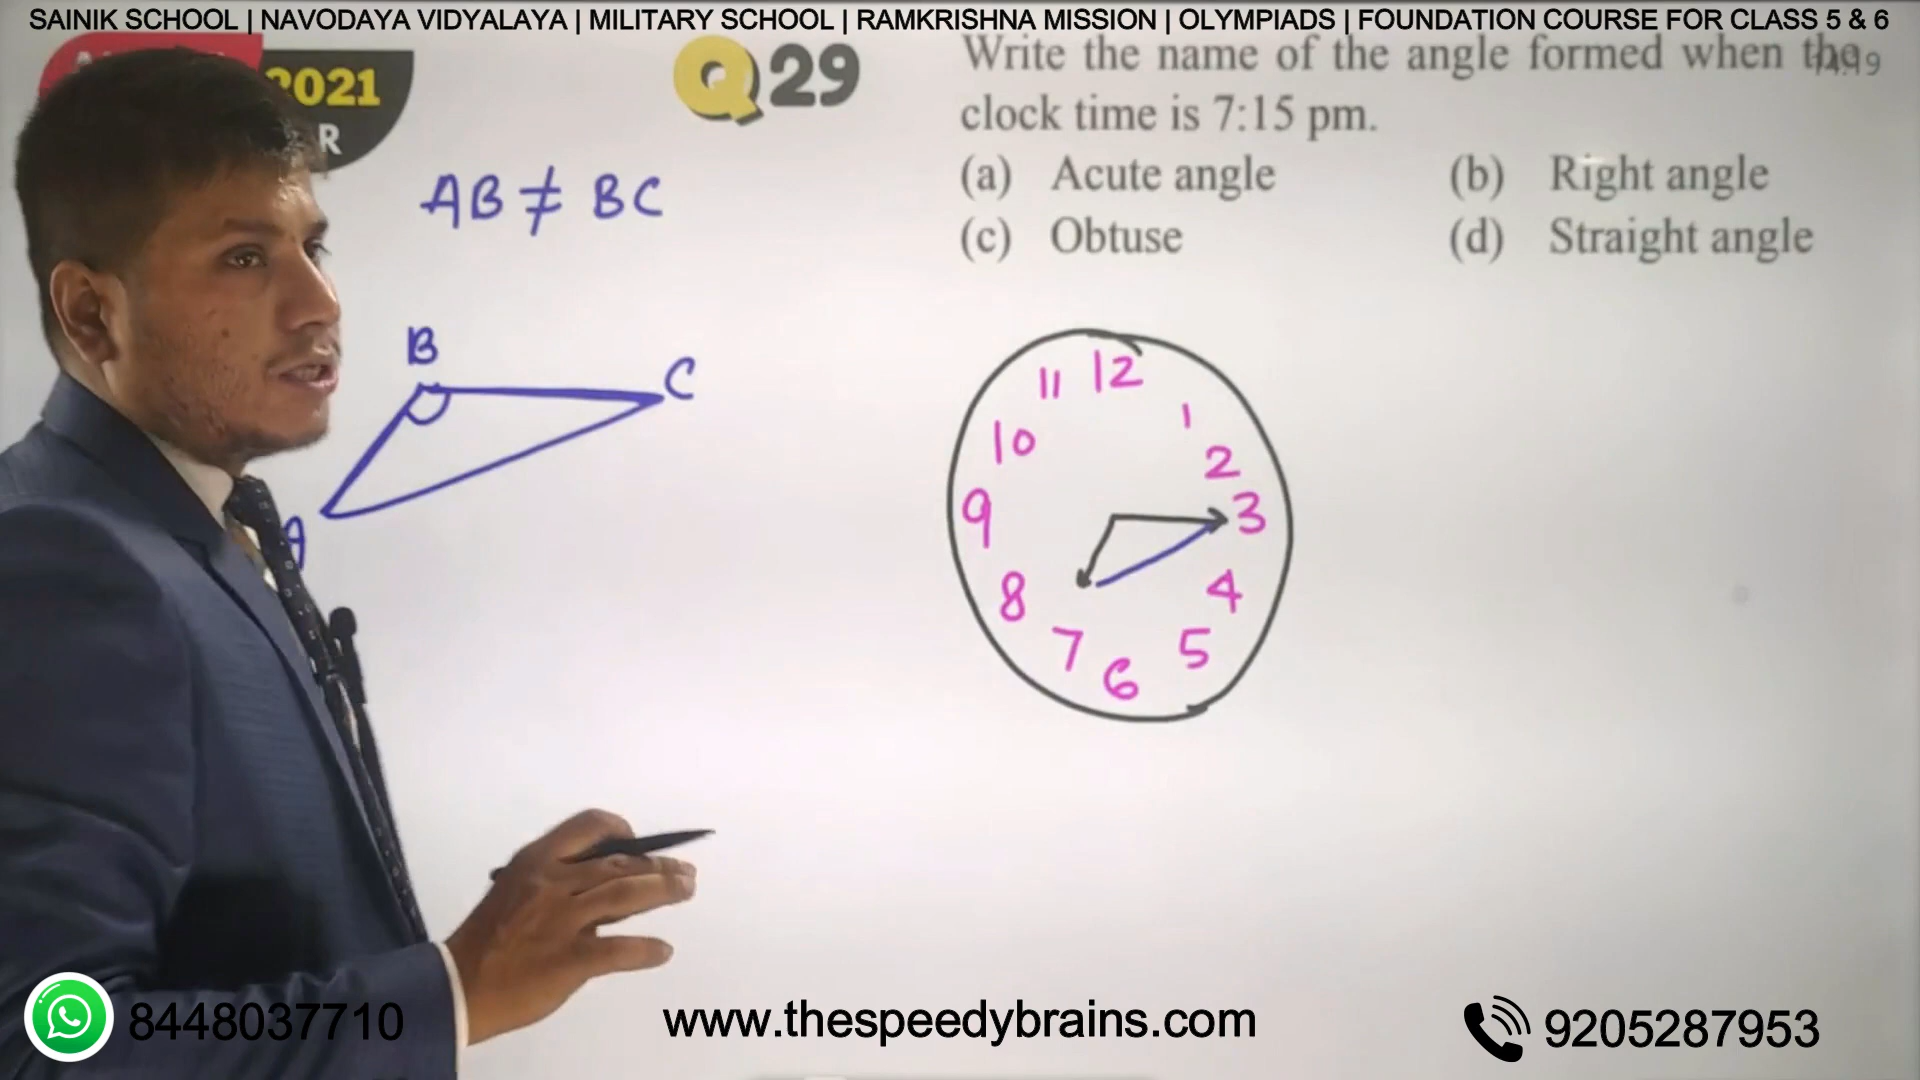 SAINIK SCHOOL | NAVODAYA VIDYALAYA | MILITARY SCHOOL | RAMKRISHNA MISSION | OLYMPIADS | FOUNDATION COURSE FOR CLASS 5 & 6
2021
R
Q 29
Write the name of the angle formed when the
clock time is 7:15 pm.
(a) Acute angle (b) Right angle
(c) Obtuse (d) Straight angle
AB ≠ BC
B
C
A
12
11
1
10
2
9
3
8
4
7
5
6
8448037710
www.thespeedybrains.com
9205287953